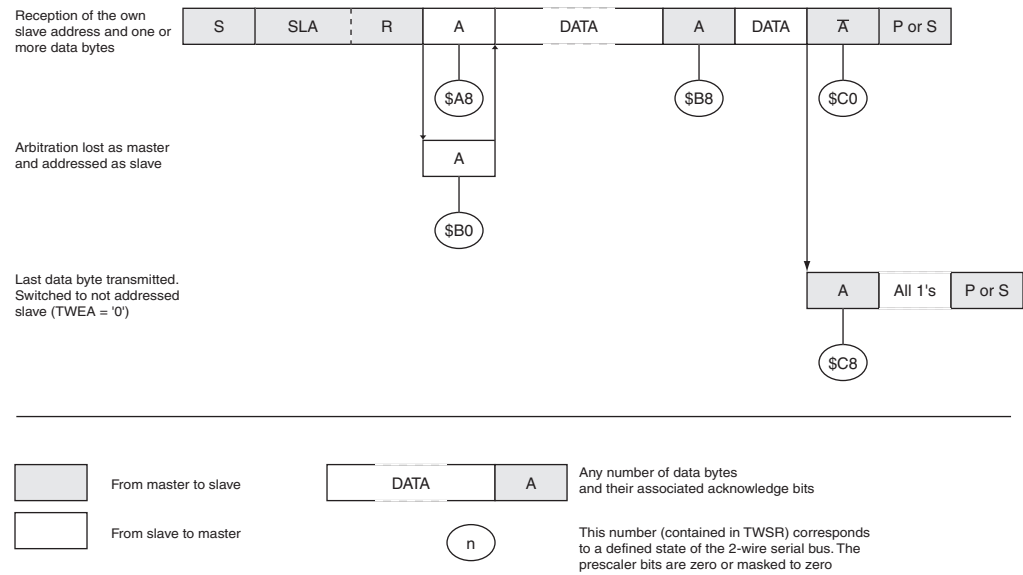 Reception of the own
slave address and one or
more data bytes
S SLA R A DATA A DATA A̅ P or S
$A8 $B8 $C0
Arbitration lost as master
and addressed as slave
A
$B0
Last data byte transmitted.
Switched to not addressed
slave (TWEA = '0')
A All 1's P or S
$C8
From master to slave
DATA A
Any number of data bytes
and their associated acknowledge bits
From slave to master
n
This number (contained in TWSR) corresponds
to a defined state of the 2-wire serial bus. The
prescaler bits are zero or masked to zero